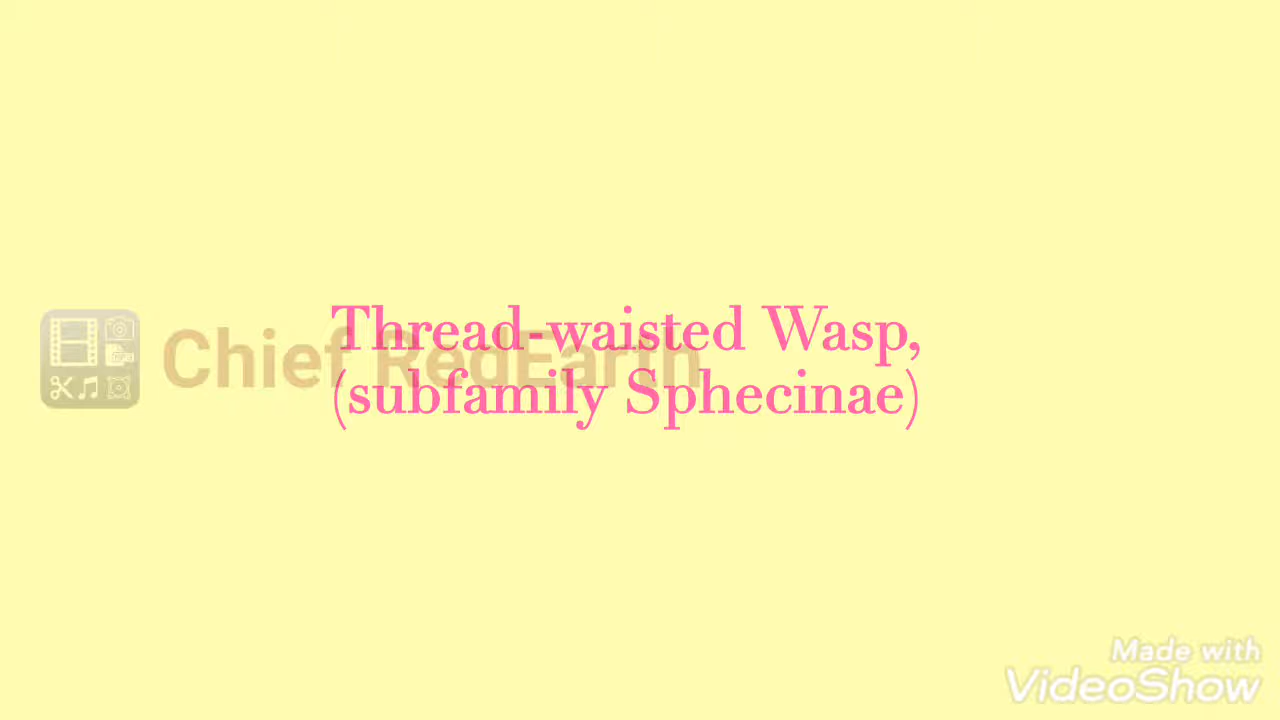 Thread-waisted Wasp,
(subfamily Sphecinae)
Chief RedEarth
Made with
VideoShow